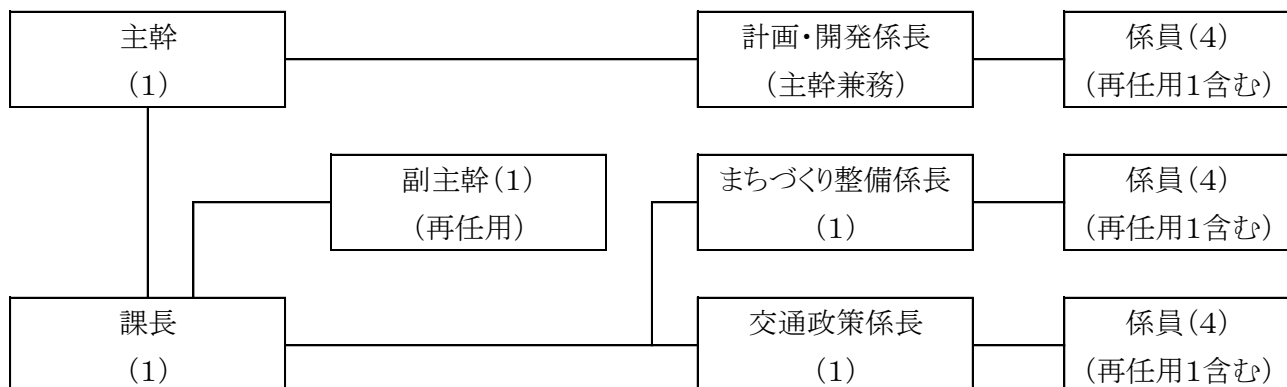 主幹
(1)
計画・開発係長
(主幹兼務)
係員(4)
(再任用1含む)
副主幹(1)
(再任用)
まちづくり整備係長
(1)
係員(4)
(再任用1含む)
課長
(1)
交通政策係長
(1)
係員(4)
(再任用1含む)